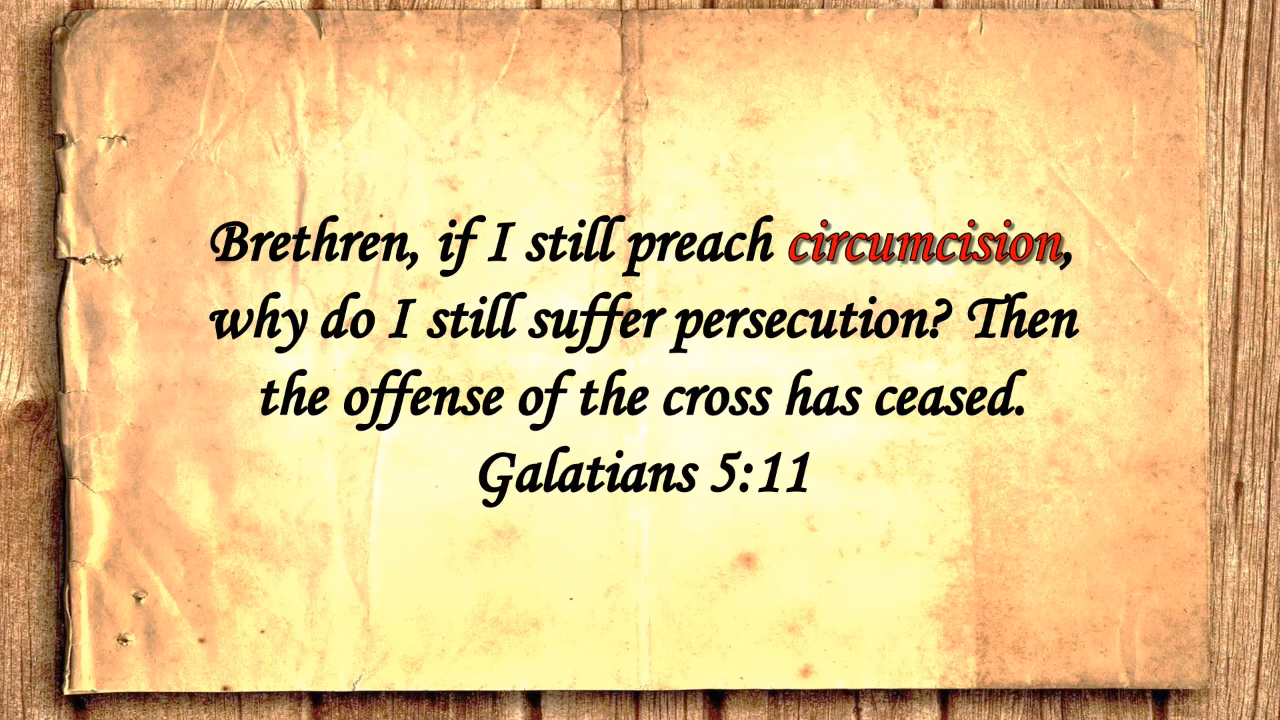 Brethren, if I still preach circumcision,
why do I still suffer persecution? Then
the offense of the cross has ceased.
Galatians 5:11